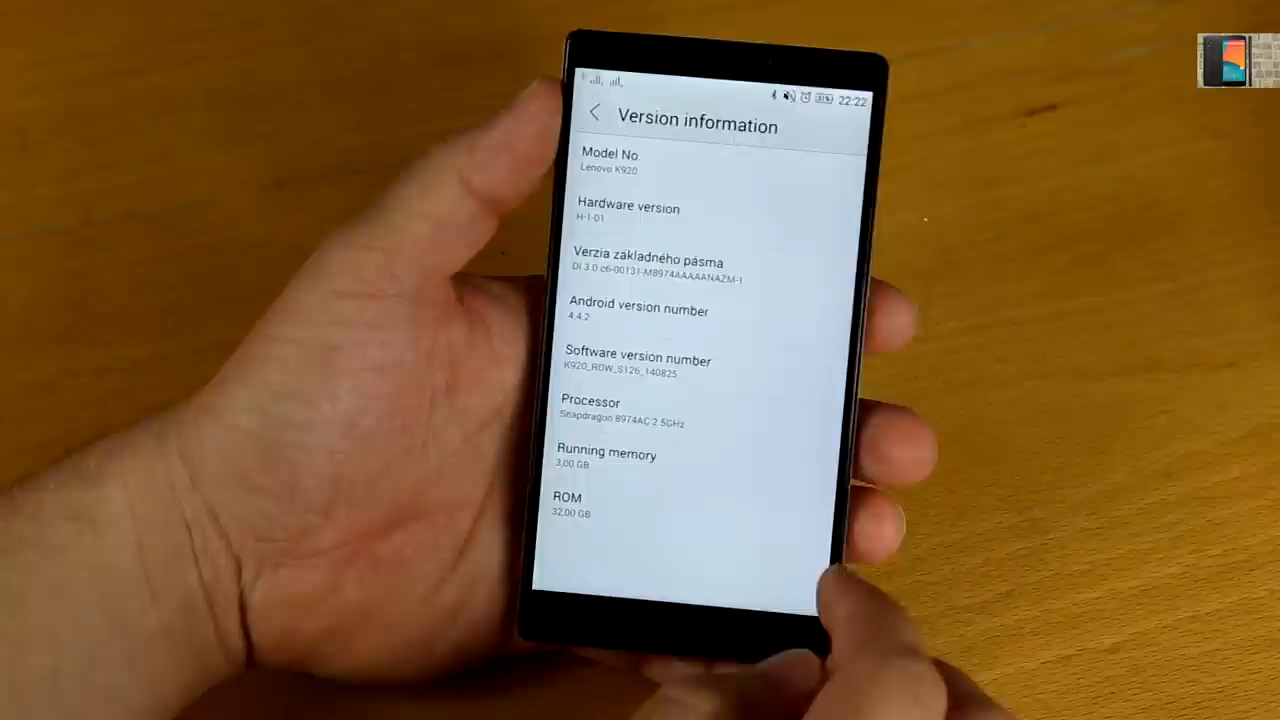 31% 22:22
Version information
Model No.
Lenovo K920
Hardware version
H-1-01
Verzia základného pásma
DI.3.0.c6-00131-M8974AAAAANAZM-1
Android version number
4.4.2
Software version number
K920_ROW_S126_140825
Processor
Snapdragon 8974AC 2.5GHz
Running memory
3,00 GB
ROM
32,00 GB